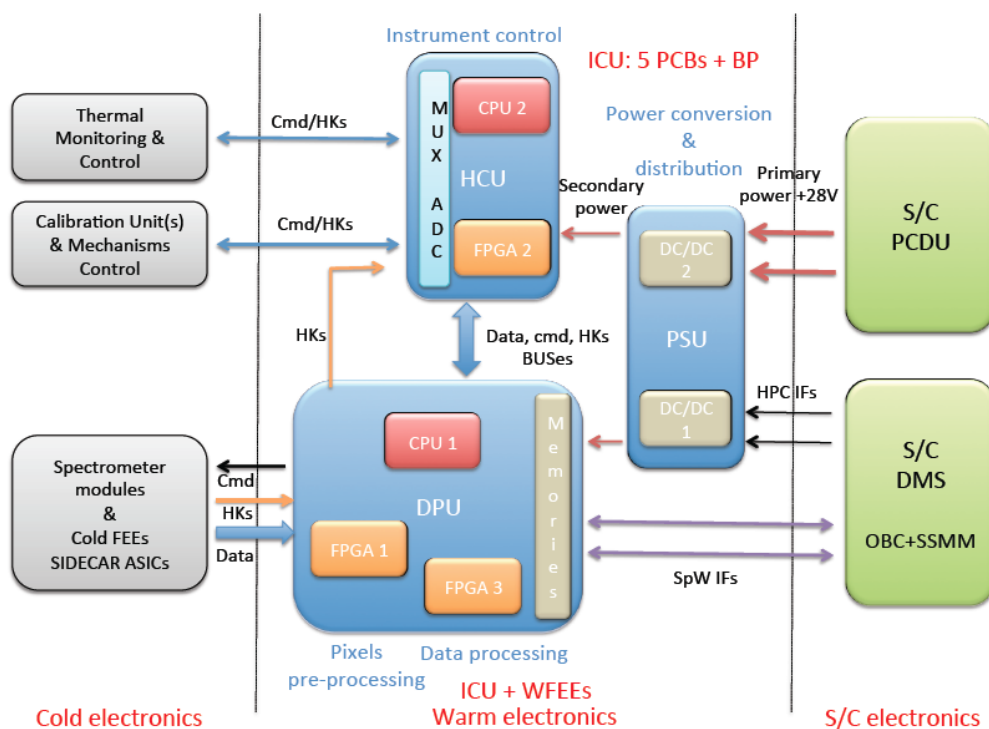 Instrument control
ICU: 5 PCBs + BP
Thermal
Monitoring &
Control
Cmd/HKs
M
U
X
A
D
C
CPU 2
HCU
FPGA 2
Power conversion
&
distribution
Secondary
power
Primary
power +28V
S/C
PCDU
Calibration Unit(s)
& Mechanisms
Control
Cmd/HKs
DC/DC
2
PSU
DC/DC
1
HKs
Data, cmd, HKs
BUSes
HPC IFs
Spectrometer
modules
&
Cold FEEs
SIDECAR ASICs
Cmd
HKs
Data
CPU 1
DPU
FPGA 1
FPGA 3
M
e
m
o
r
i
e
s
S/C
DMS
OBC+SSMM
SpW IFs
Pixels
pre-processing
Data processing
Cold electronics
ICU + WFEEs
Warm electronics
S/C electronics